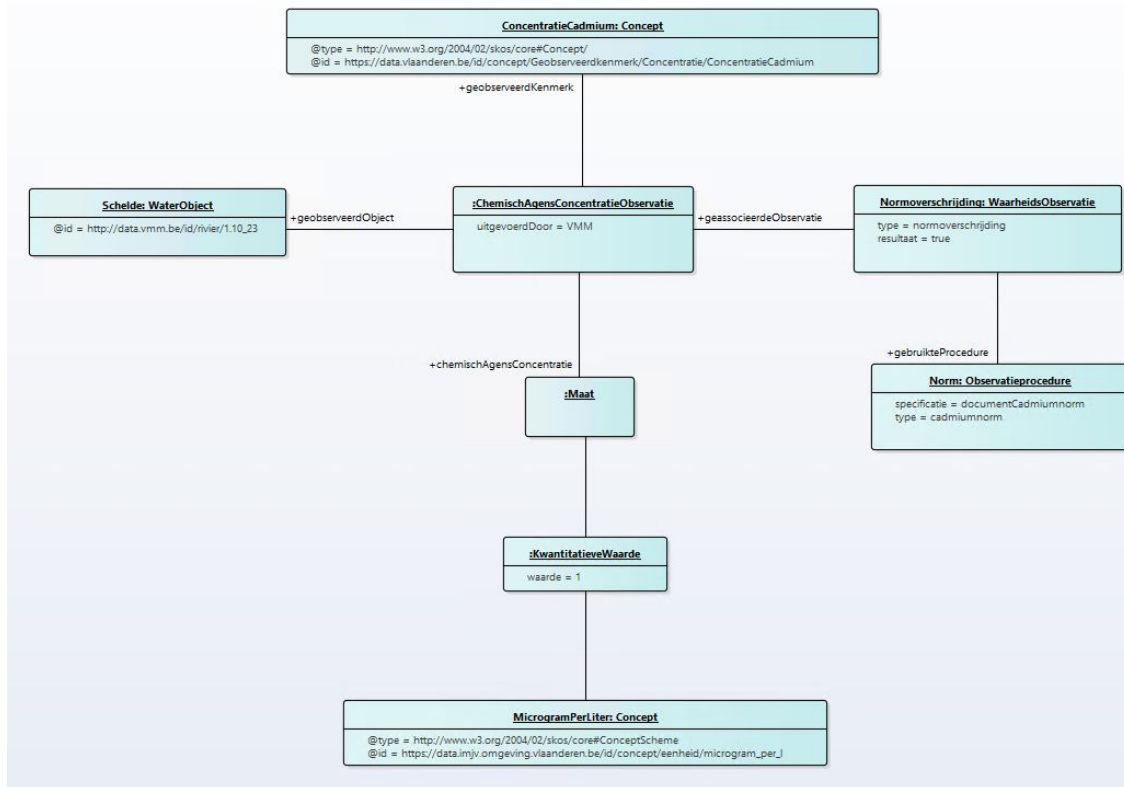 ConcentratieCadmium: Concept
@type = http://www.w3.org/2004/02/skos/core#Concept/
@id = https://data.vlaanderen.be/id/concept/Geobserveerdkenmerk/Concentratie/ConcentratieCadmium
+geobserveerdKenmerk
Schelde: WaterObject
@id = http://data.vmm.be/id/rivier/1.10_23
+geobserveerdObject
:ChemischAgensConcentratieObservatie
uitgevoerdDoor = VMM
+geassocieerdeObservatie
Normoverschrijding: WaarheidsObservatie
type = normoverschrijding
resultaat = true
+gebruikteProcedure
Norm: Observatieprocedure
specificatie = documentCadmiumnorm
type = cadmiumnorm
+chemischAgensConcentratie
:Maat
:KwantitatieveWaarde
waarde = 1
MicrogramPerLiter: Concept
@type = http://www.w3.org/2004/02/skos/core#ConceptScheme
@id = https://data.imjv.omgeving.vlaanderen.be/id/concept/eenheid/microgram_per_l